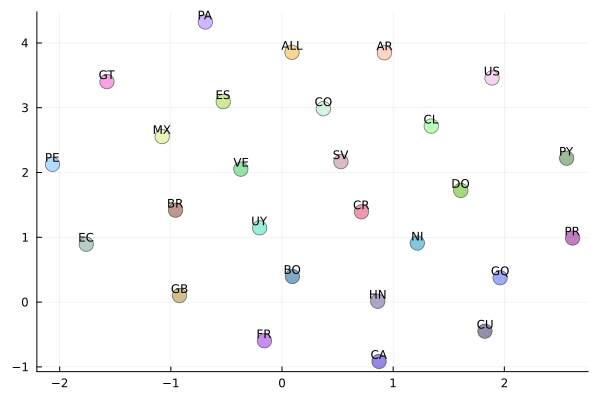 PA
ALL
AR
US
GT
ES
CO
CL
MX
SV
PY
PE
VE
DO
BR
CR
UY
NI
PR
EC
BO
GQ
GB
HN
CU
FR
CA
4
3
2
1
0
−1
−2 −1 0 1 2